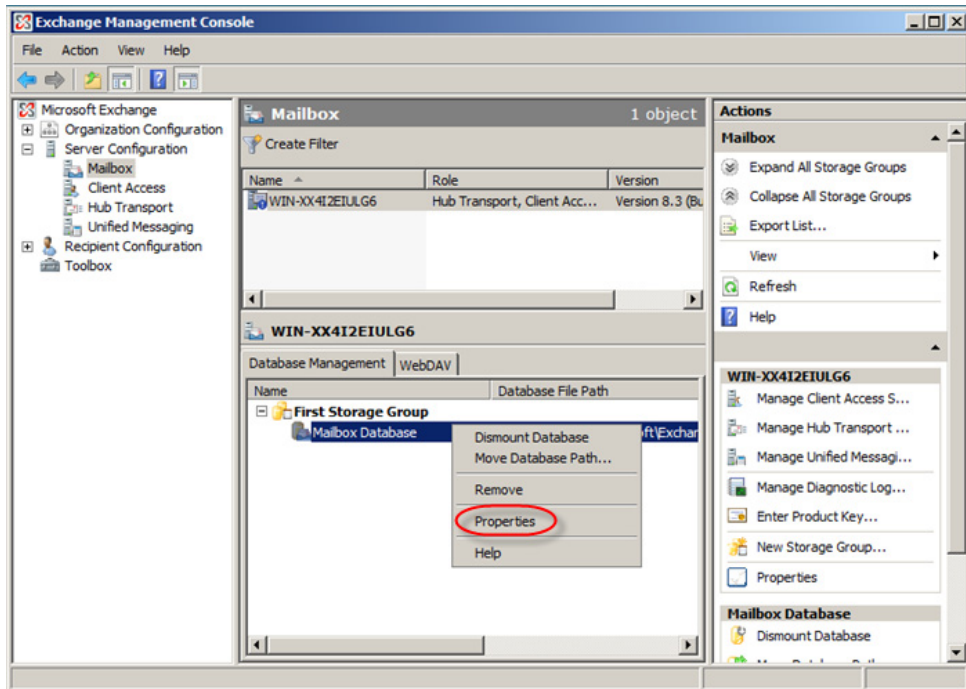 Exchange Management Console
File Action View Help
Microsoft Exchange
Organization Configuration
Server Configuration
Mailbox
Client Access
Hub Transport
Unified Messaging
Recipient Configuration
Toolbox
Mailbox 1 object
Create Filter
Name Role Version
WIN-XX4I2EIULG6 Hub Transport, Client Acc... Version 8.3 (Bu
WIN-XX4I2EIULG6
Database Management WebDAV
Name Database File Path
First Storage Group
Mailbox Database ft\Exchar
Dismount Database
Move Database Path...
Remove
Properties
Help
Actions
Mailbox
Expand All Storage Groups
Collapse All Storage Groups
Export List...
View
Refresh
Help
WIN-XX4I2EIULG6
Manage Client Access S...
Manage Hub Transport ...
Manage Unified Messagi...
Manage Diagnostic Log...
Enter Product Key...
New Storage Group...
Properties
Mailbox Database
Dismount Database